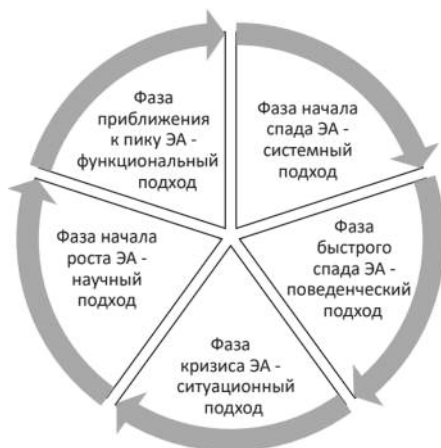 Фаза
приближения
к пику ЭА -
функциональный
подход
Фаза начала
спада ЭА -
системный
подход
Фаза
быстрого
спада ЭА -
поведенческий
подход
Фаза
кризиса ЭА -
ситуационный
подход
Фаза начала
роста ЭА -
научный
подход